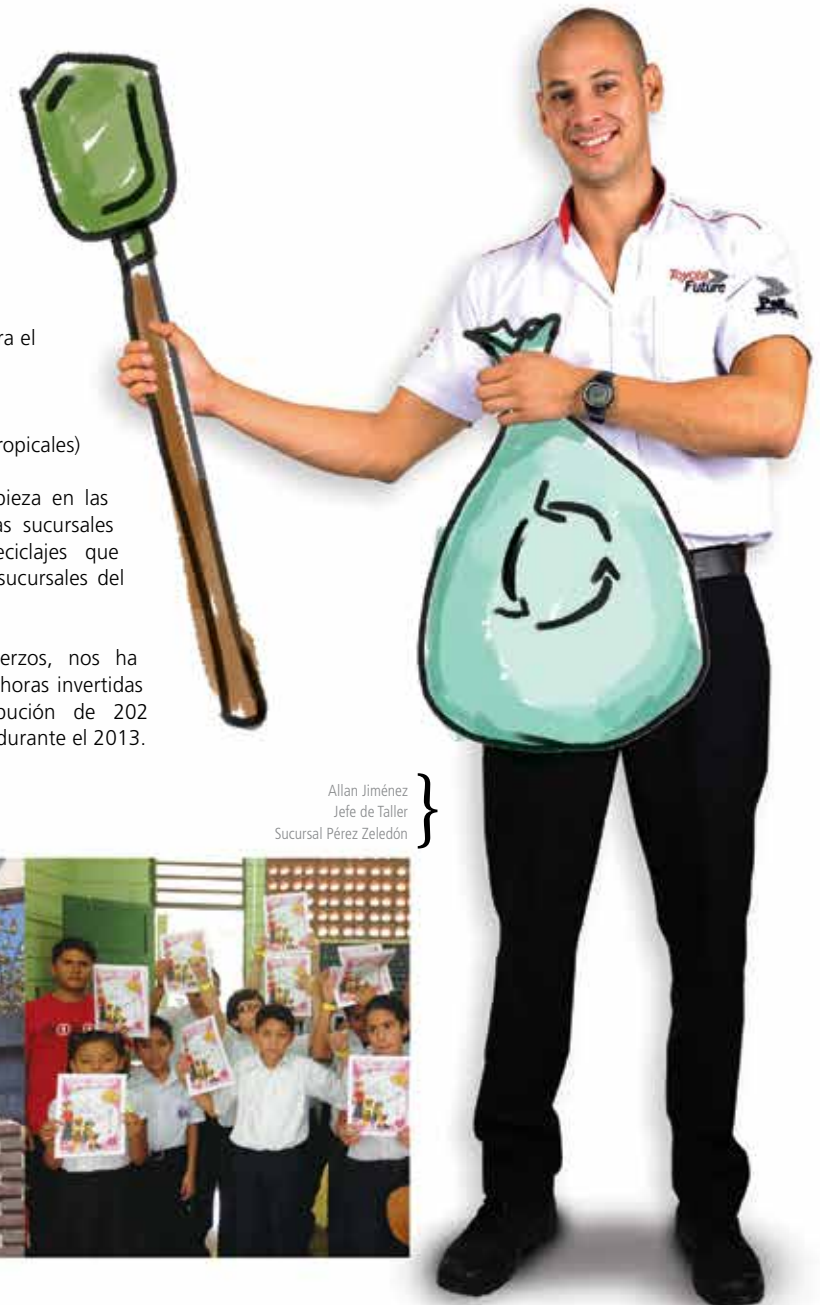 ra el
ropicales)
pieza en las
as sucursales
eciclajes que
sucursales del
erzos, nos ha
horas invertidas
bución de 202
durante el 2013.
Toyota
Future
Allan Jiménez
Jefe de Taller
Sucursal Pérez Zeledón